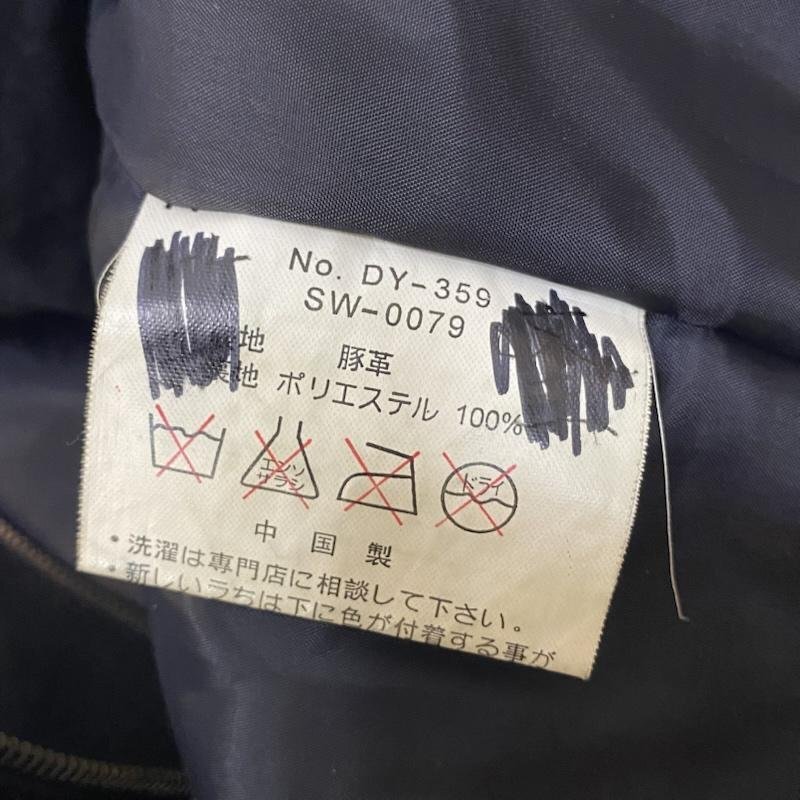 No. DY-359
SW-0079
地 豚革
裏地 ポリエステル 100%
エンソ
サラシ
ドライ
中国製
・洗濯は専門店に相談して下さい。
・新しいうちは下に色が付着する事が